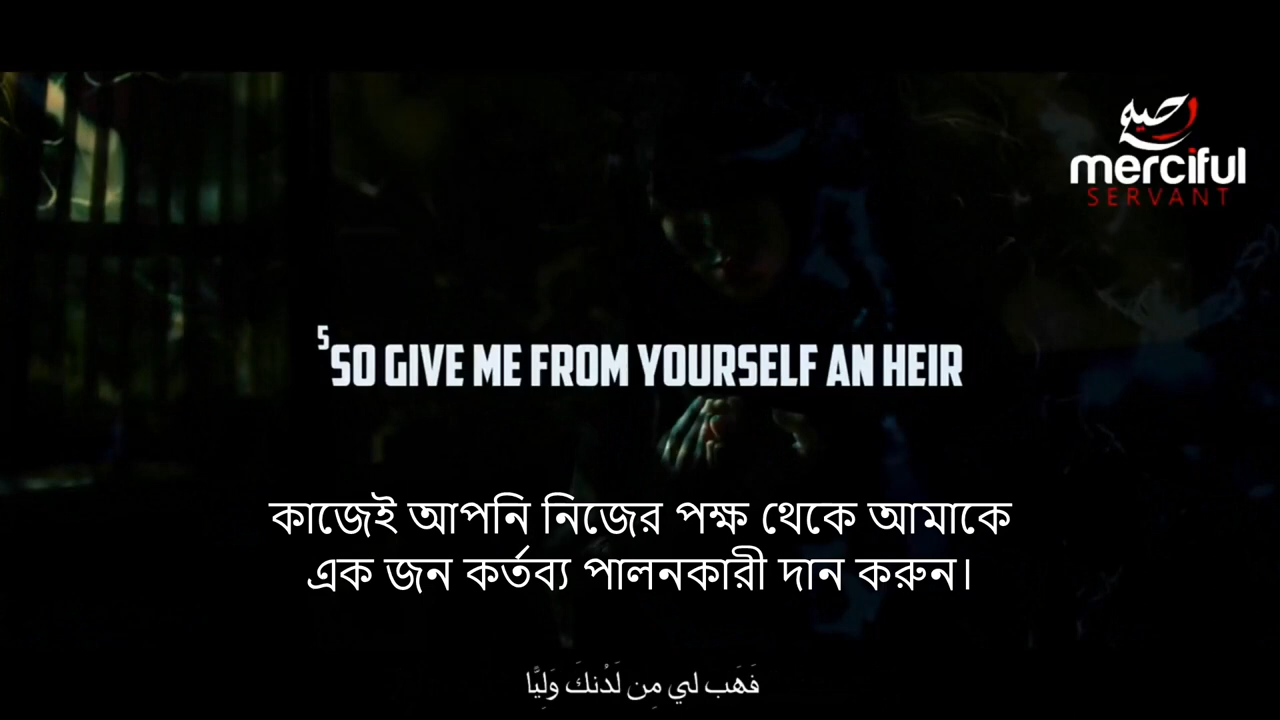 رحيم
merciful
SERVANT
5 SO GIVE ME FROM YOURSELF AN HEIR
কাজেই আপনি নিজের পক্ষ থেকে আমাকে
এক জন কর্তব্য পালনকারী দান করুন।
فَهَب لي مِن لَدُنكَ وَلِيًّا